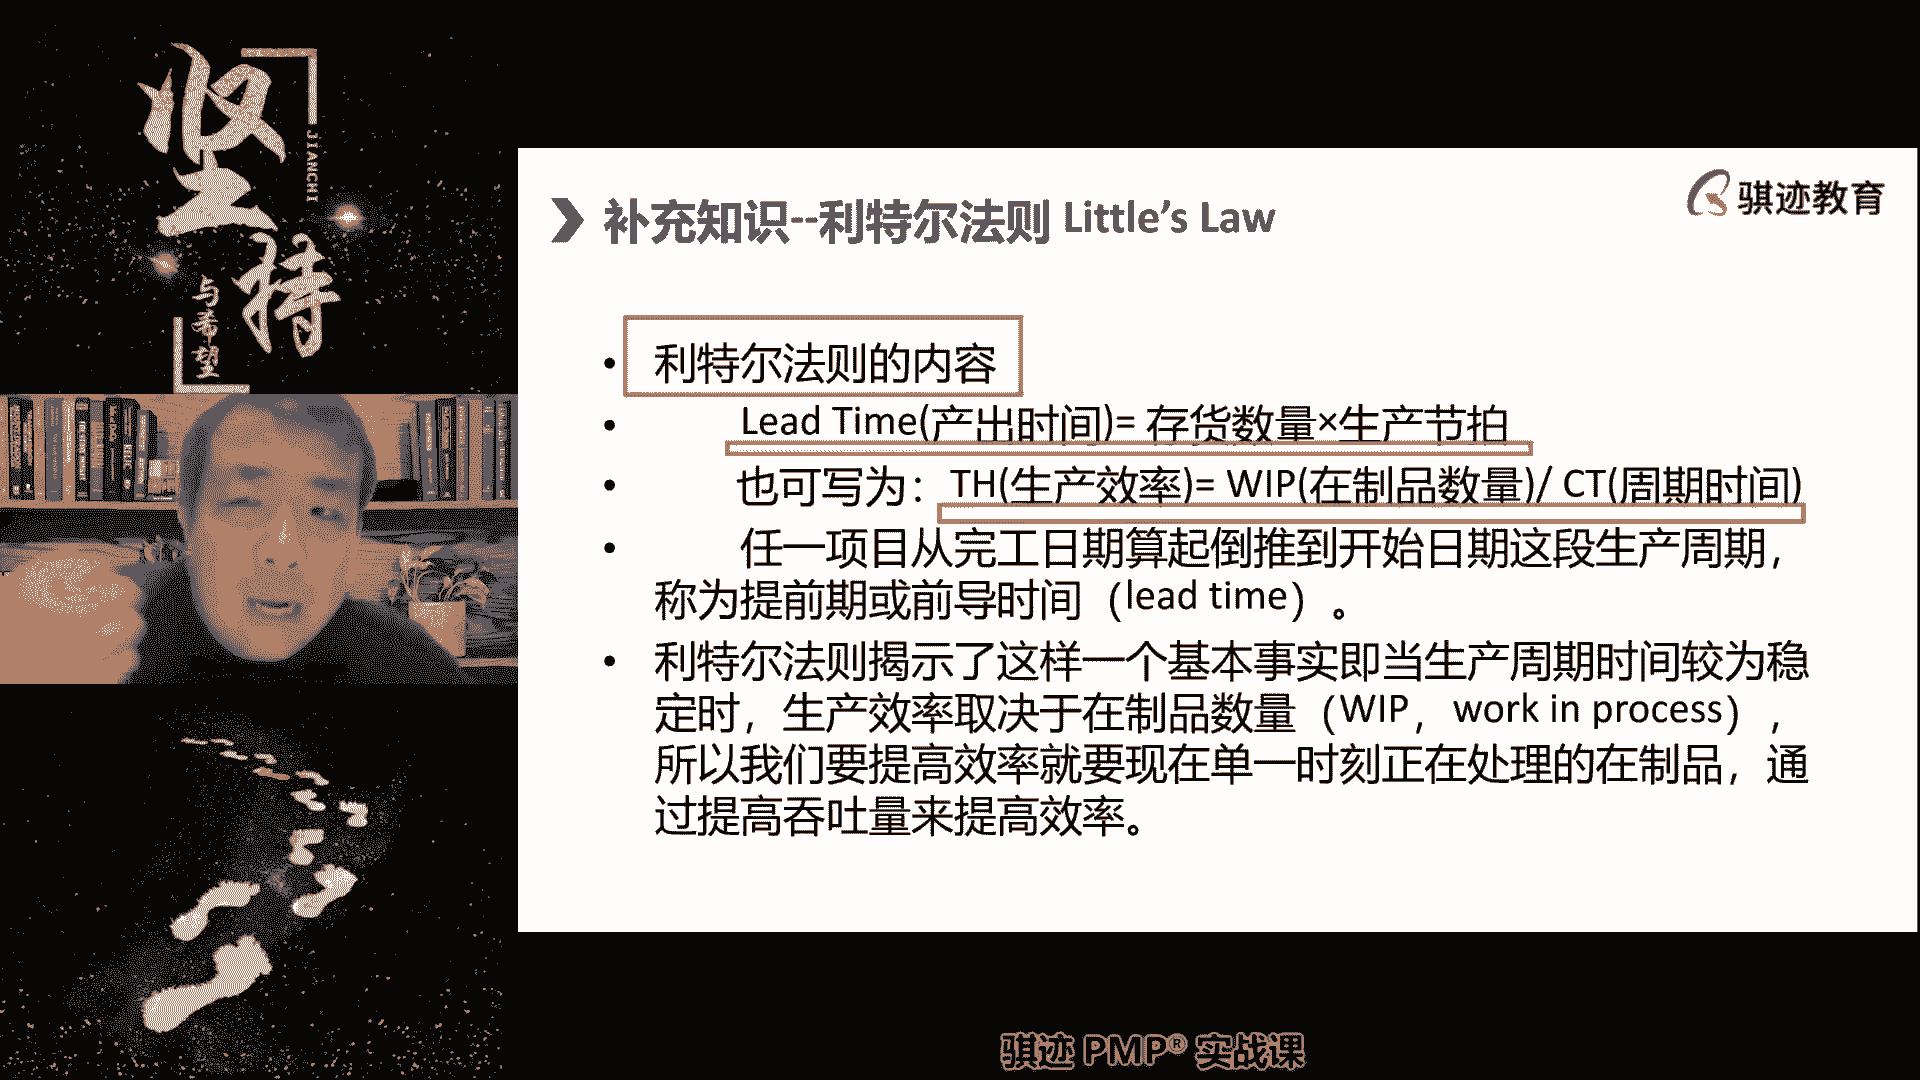 坚
持
JIANCHI
与希望
骐迹教育
补充知识--利特尔法则 Little’s Law
• 利特尔法则的内容
• Lead Time(产出时间)= 存货数量×生产节拍
• 也可写为：TH(生产效率)= WIP(在制品数量)/ CT(周期时间)
• 任一项目从完工日期算起倒推到开始日期这段生产周期，
称为提前期或前导时间（lead time）。
• 利特尔法则揭示了这样一个基本事实即当生产周期时间较为稳
定时，生产效率取决于在制品数量（WIP，work in process），
所以我们要提高效率就要现在单一时刻正在处理的在制品，通
过提高吞吐量来提高效率。
骐迹 PMP® 实战课